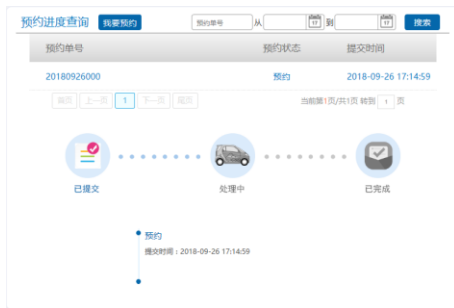 预约进度查询 我要预约 预约单号 从 17 到 17 搜索
预约单号 预约状态 提交时间
20180926000 预约 2018-09-26 17:14:59
首页 上一页 1 下一页 尾页 当前第1页/共1页 转到 1 页
已提交 处理中 已完成
预约
提交时间：2018-09-26 17:14:59